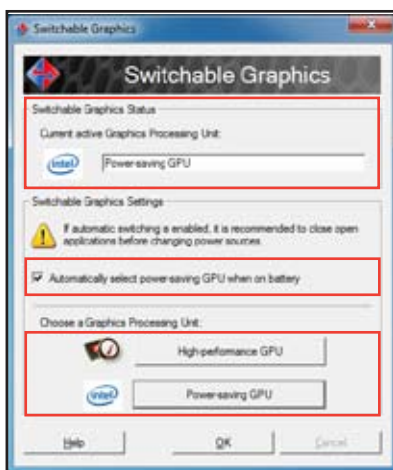 Switchable Graphics
Switchable Graphics
Switchable Graphics Status
Current active Graphics Processing Unit:
intel
Power-saving GPU
Switchable Graphics Settings
If automatic switching is enabled, it is recommended to close open
applications before changing power sources.
Automatically select power-saving GPU when on battery
Choose a Graphics Processing Unit:
High-performance GPU
intel
Power-saving GPU
Help
OK
Cancel